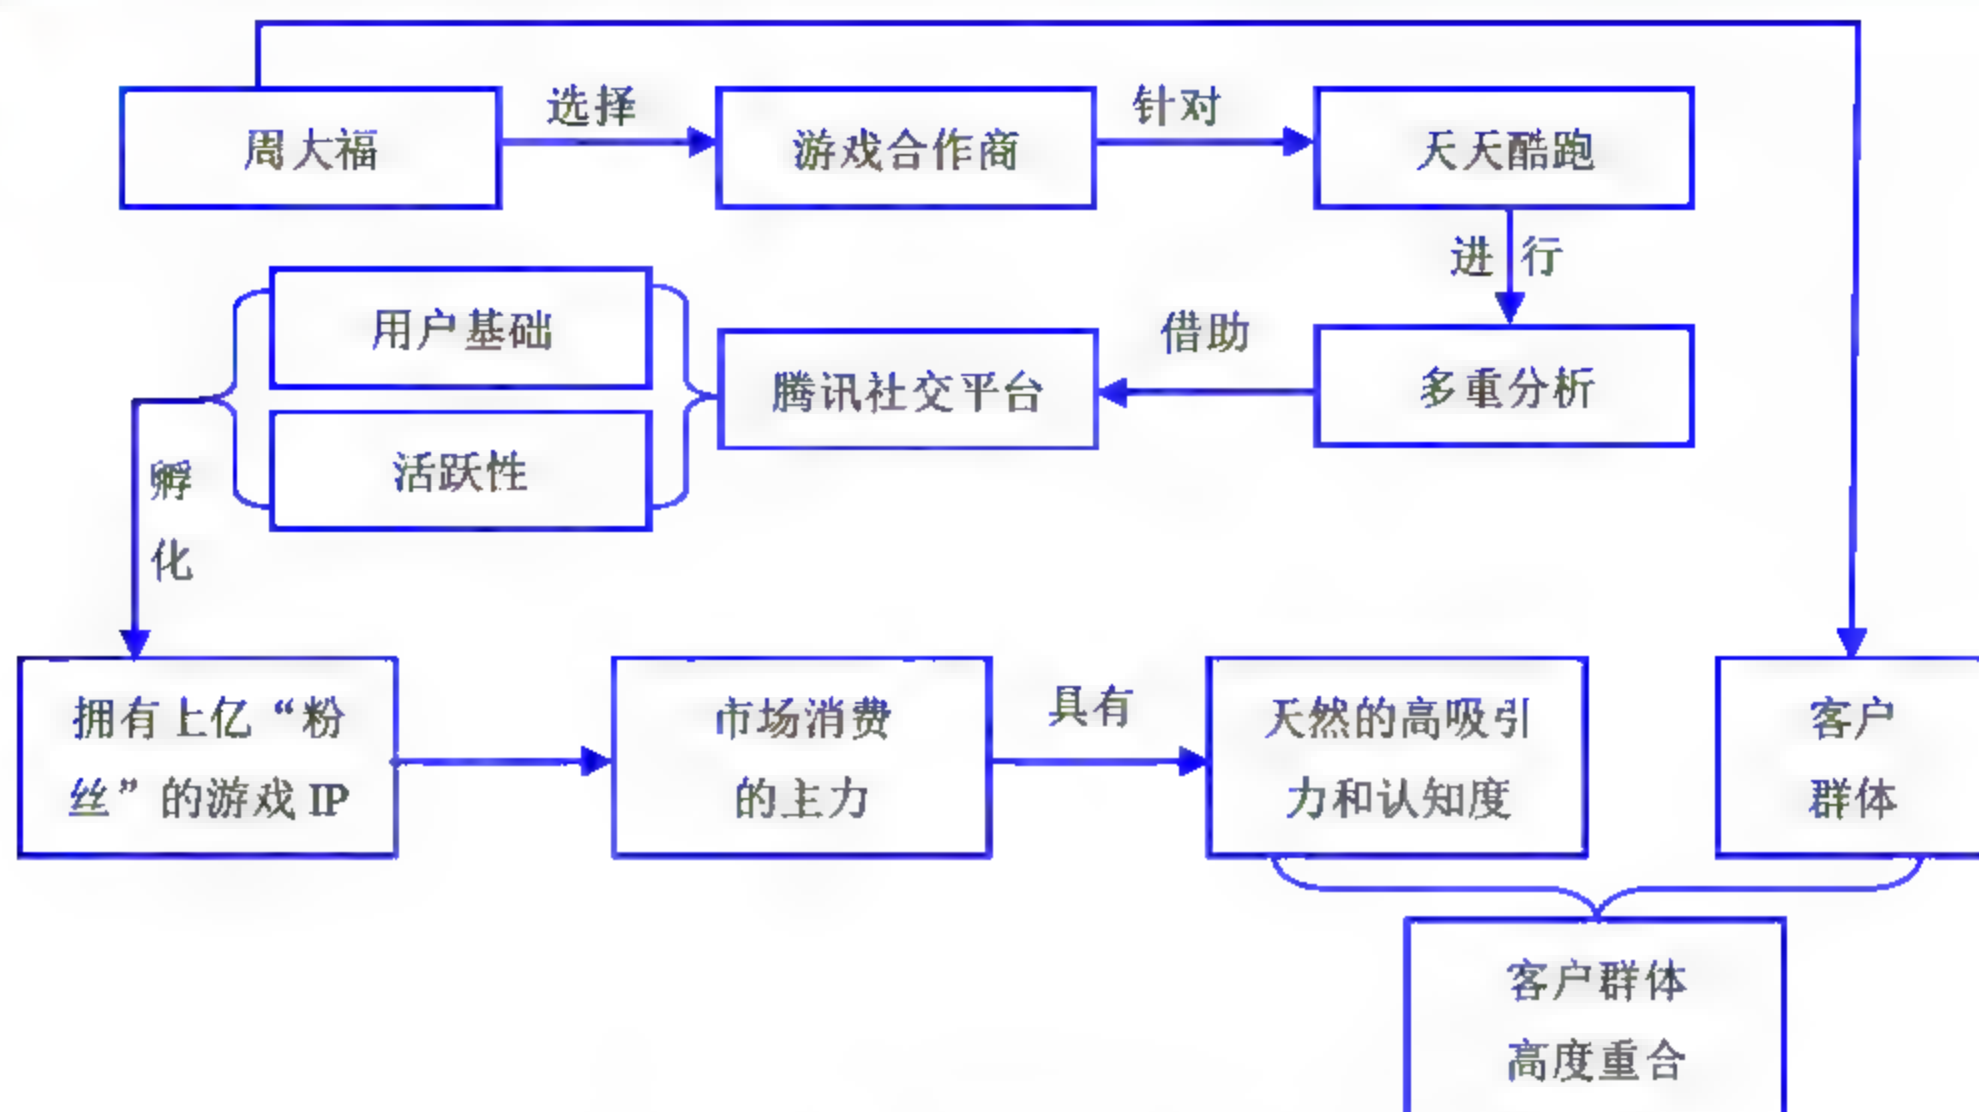 选择
针对
周大福
游戏合作商
天天酷跑
进行
用户基础
借助
腾讯社交平台
多重分析
活跃性
孵
化
拥有上亿“粉
丝”的游戏 IP
市场消费
的主力
具有
天然的高吸引
力和认知度
客户
群体
客户群体
高度重合